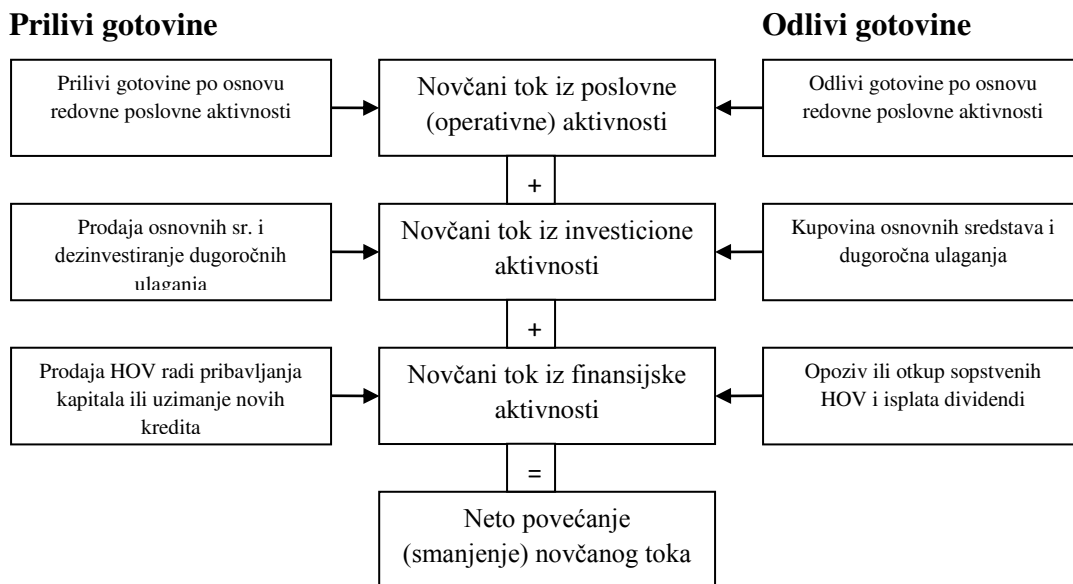 Prilivi gotovine
Odlivi gotovine
Prilivi gotovine po osnovu
redovne poslovne aktivnosti
Novčani tok iz poslovne
(operativne) aktivnosti
Odlivi gotovine po osnovu
redovne poslovne aktivnosti
+
Prodaja osnovnih sr. i
dezinvestiranje dugoročnih
ulaganja
Novčani tok iz investicione
aktivnosti
Kupovina osnovnih sredstava i
dugoročna ulaganja
+
Prodaja HOV radi pribavljanja
kapitala ili uzimanje novih
kredita
Novčani tok iz finansijske
aktivnosti
Opoziv ili otkup sopstvenih
HOV i isplata dividendi
=
Neto povećanje
(smanjenje) novčanog toka